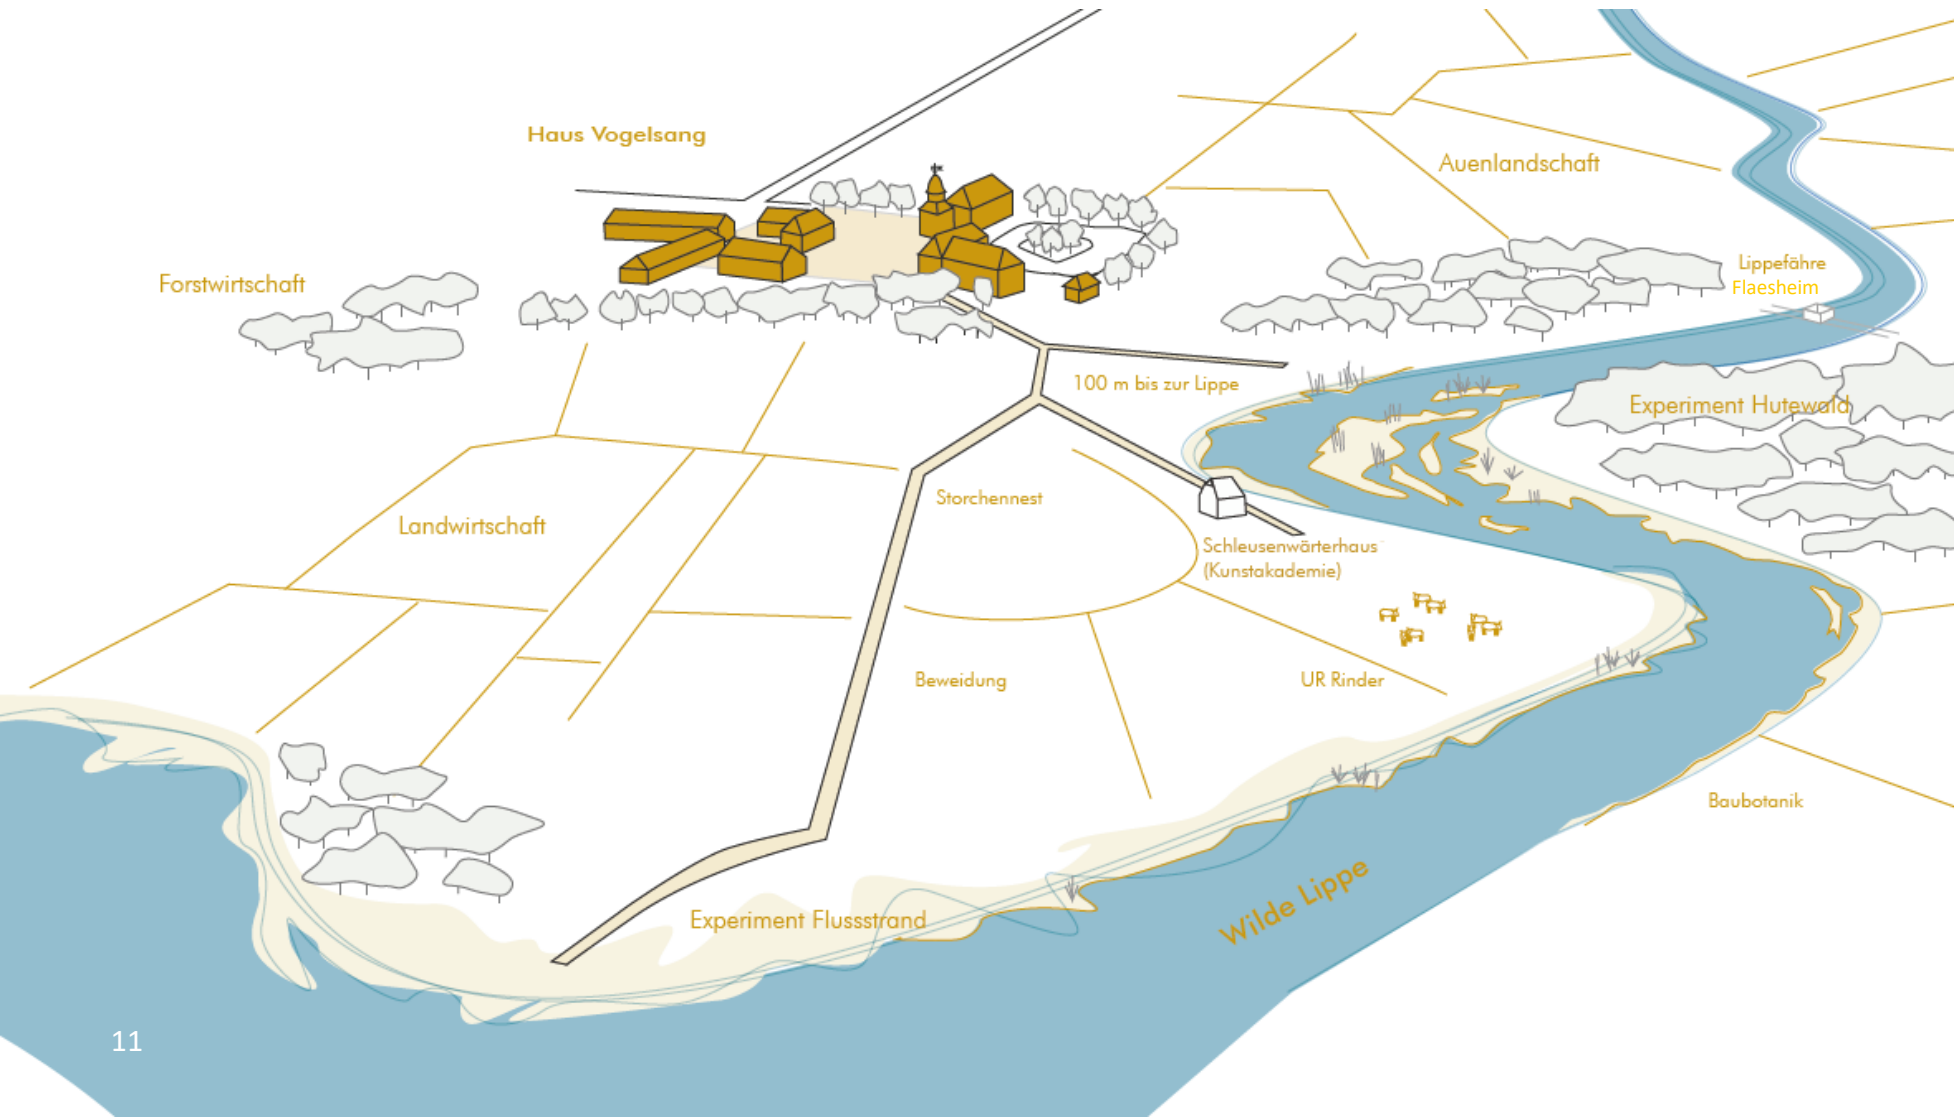 Haus Vogelsang
Auenlandschaft
Forstwirtschaft
Lippefähre
Flaesheim
100 m bis zur Lippe
Experiment Hutewald
Storchennest
Landwirtschaft
Schleusenwärterhaus
(Kunstakademie)
Beweidung
UR Rinder
Baubotanik
Wilde Lippe
Experiment Flussstrand
11